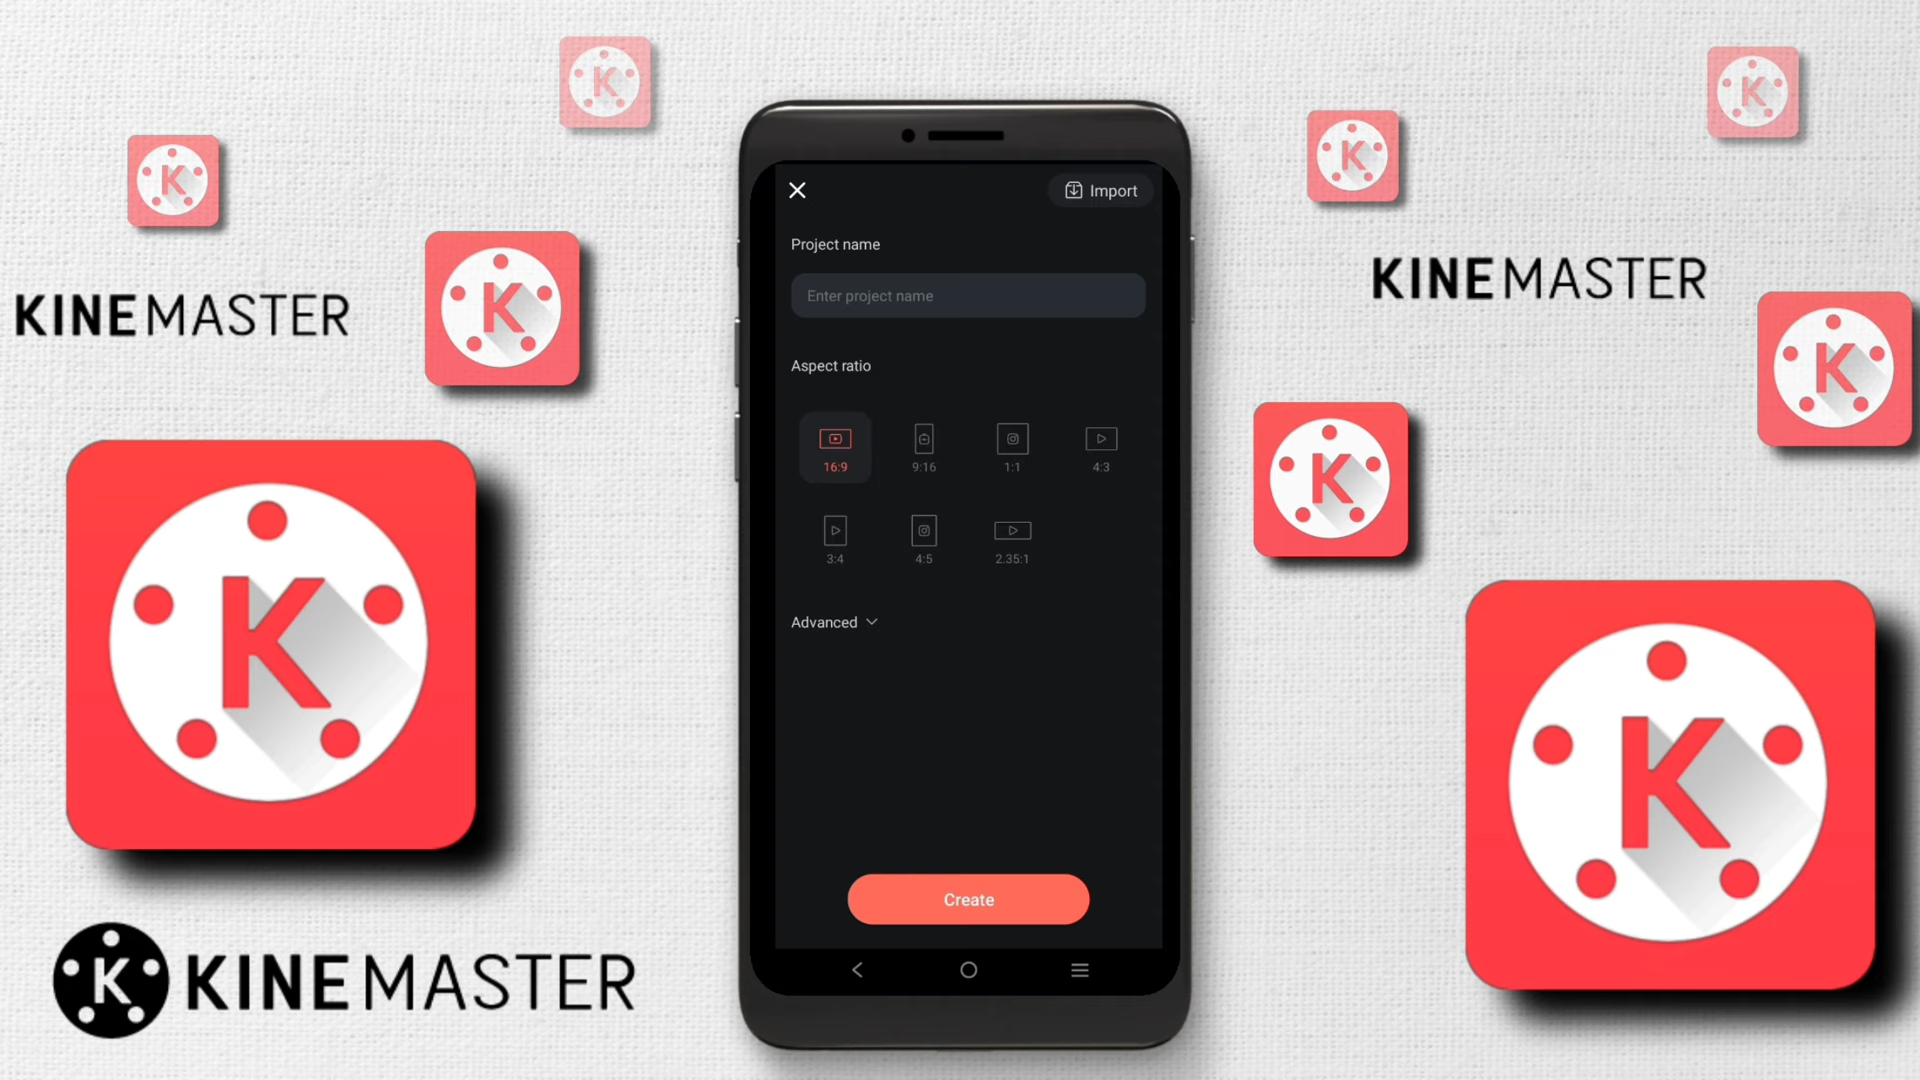 KINEMASTER
KINEMASTER
KINEMASTER
K
K
K
K
K
K
K
K
K
Import
Project name
Enter project name
Aspect ratio
16:9
9:16
1:1
4:3
3:4
4:5
2.35:1
Advanced
Create